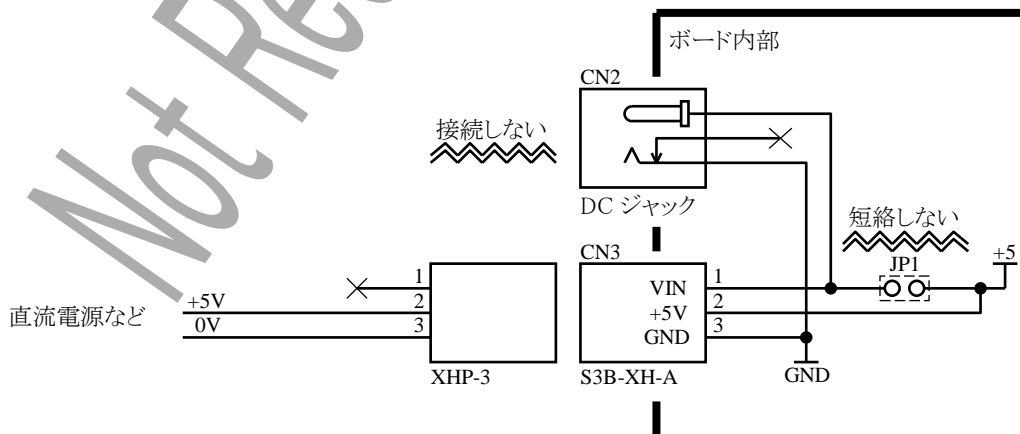 Not Re
ボード内部
CN2
接続しない
DC ジャック
短絡しない
CN3
JP1
+5
1
VIN
1
+5V
2
+5V
2
直流電源など
0V
3
GND
3
XHP-3
S3B-XH-A
GND